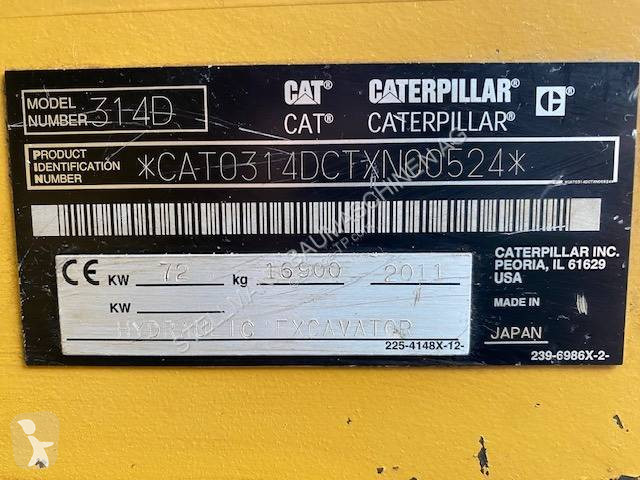 MODEL NUMBER 314D
CAT® CATERPILLAR® C®
CAT® CATERPILLAR®
PRODUCT IDENTIFICATION NUMBER *CAT0314DCTXN00524*
CATERPILLAR INC.
PEORIA, IL 61629
USA
CE KW 72 kg 16900 2011
MADE IN
KW
JAPAN
HYDRAULIC EXCAVATOR
225-4148X-12-
239-6986X-2-